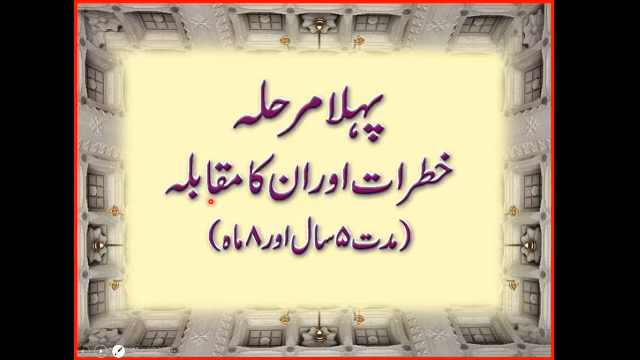 پہلا مرحلہ
خطرات اور ان کا مقابلہ
(مدت ۵ سال اور ۸ ماہ)